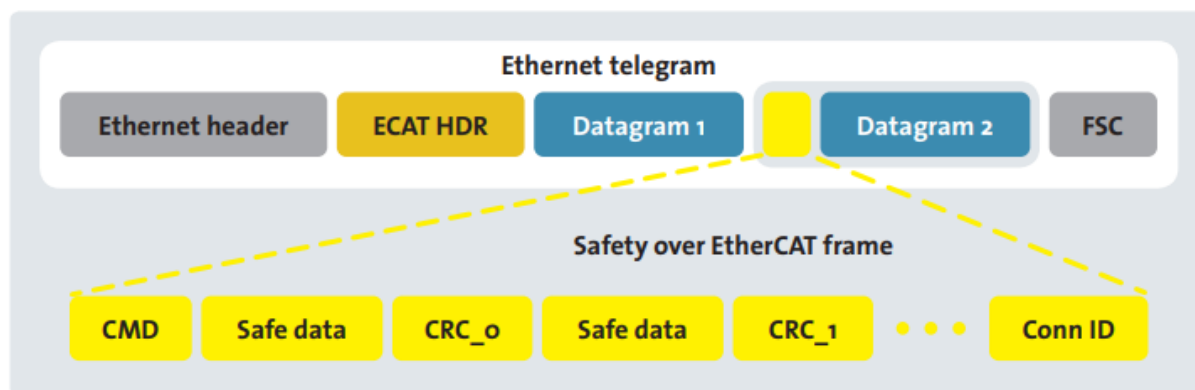 Ethernet telegram
Ethernet header ECAT HDR Datagram 1 Datagram 2 FSC
Safety over EtherCAT frame
CMD Safe data CRC_0 Safe data CRC_1 Conn ID